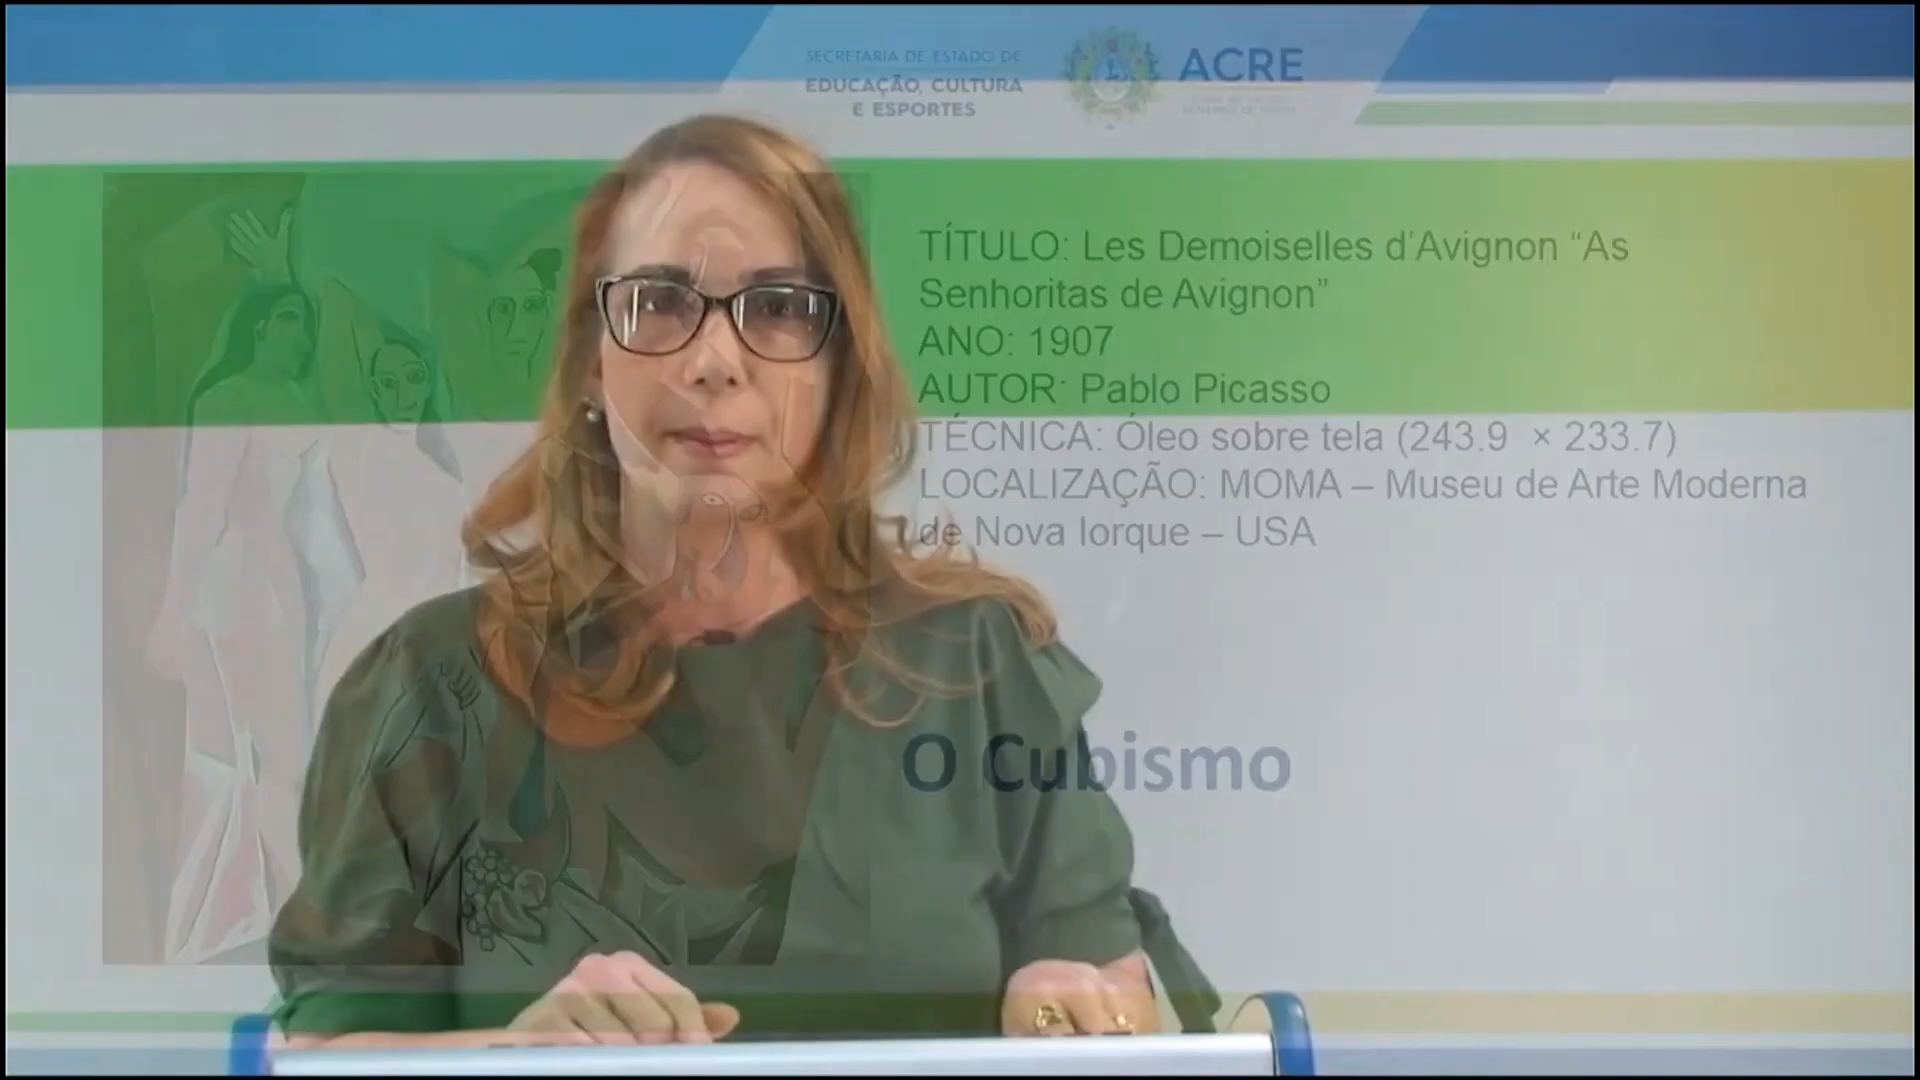 SECRETARIA DE ESTADO DE
EDUCAÇÃO, CULTURA
E ESPORTES
ACRE
TÍTULO: Les Demoiselles d’Avignon “As
Senhoritas de Avignon”
ANO: 1907
AUTOR: Pablo Picasso
TÉCNICA: Óleo sobre tela (243.9 × 233.7)
LOCALIZAÇÃO: MOMA – Museu de Arte Moderna
de Nova Iorque – USA
O Cubismo